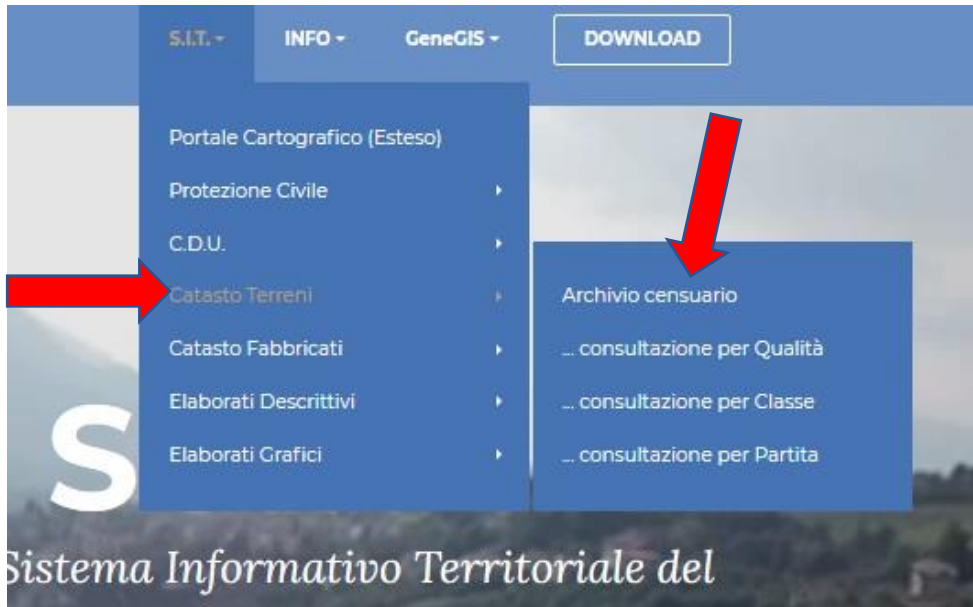 S.I.T. INFO GeneGIS DOWNLOAD
Portale Cartografico (Esteso)
Protezione Civile
C.D.U.
Catasto Terreni
Catasto Fabbricati
Elaborati Descrittivi
Elaborati Grafici
Archivio censuario
... consultazione per Qualità
... consultazione per Classe
... consultazione per Partita
S
Sistema Informativo Territoriale del